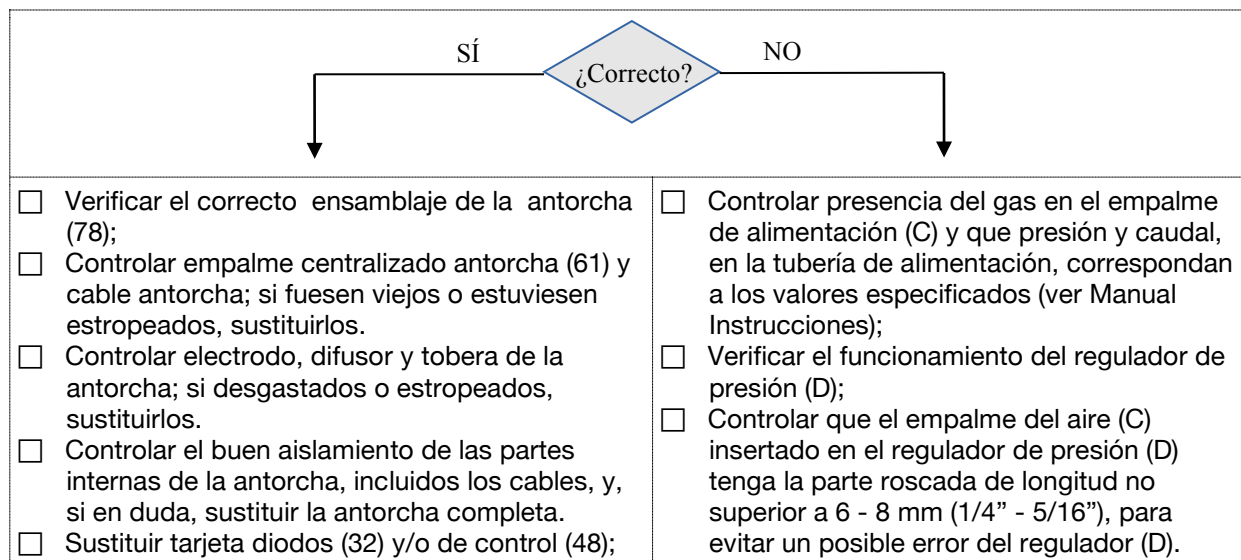 SÍ
¿Correcto?
NO
Verificar el correcto ensamblaje de la antorcha
(78);
Controlar empalme centralizado antorcha (61) y
cable antorcha; si fuesen viejos o estuviesen
estropeados, sustituirlos.
Controlar electrodo, difusor y tobera de la
antorcha; si desgastados o estropeados,
sustituirlos.
Controlar el buen aislamiento de las partes
internas de la antorcha, incluidos los cables, y,
si en duda, sustituir la antorcha completa.
Sustituir tarjeta diodos (32) y/o de control (48);
Controlar presencia del gas en el empalme
de alimentación (C) y que presión y caudal,
en la tubería de alimentación, correspondan
a los valores especificados (ver Manual
Instrucciones);
Verificar el funcionamiento del regulador de
presión (D);
Controlar que el empalme del aire (C)
insertado en el regulador de presión (D)
tenga la parte roscada de longitud no
superior a 6 - 8 mm (1/4” - 5/16”), para
evitar un posible error del regulador (D).